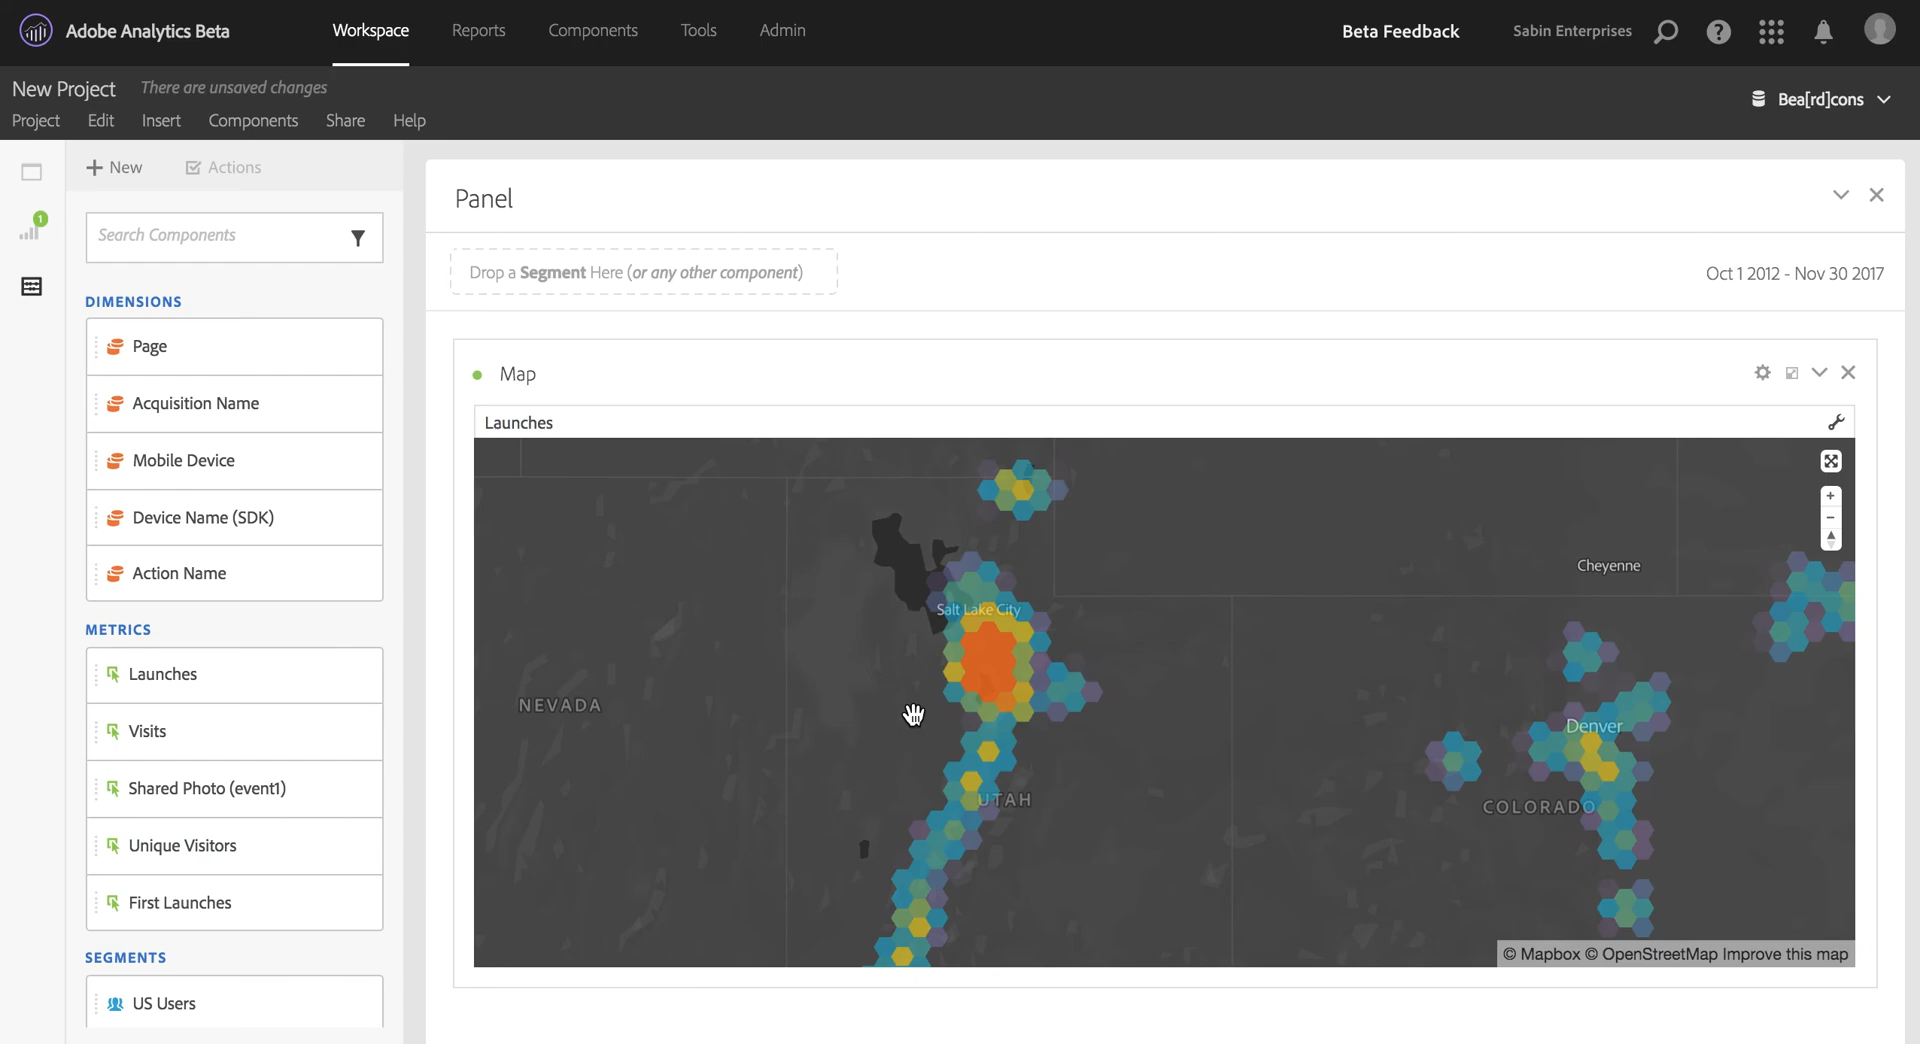 Adobe Analytics Beta
Workspace
Reports
Components
Tools
Admin
Beta Feedback
Sabin Enterprises
New Project
There are unsaved changes
Project
Edit
Insert
Components
Share
Help
Bea[rd]cons
1
+ New
Actions
Search Components
DIMENSIONS
Page
Acquisition Name
Mobile Device
Device Name (SDK)
Action Name
METRICS
Launches
Visits
Shared Photo (event1)
Unique Visitors
First Launches
SEGMENTS
US Users
Panel
Drop a Segment Here (or any other component)
Oct 1 2012 - Nov 30 2017
Map
Launches
Cheyenne
Salt Lake City
NEVADA
Denver
UTAH
COLORADO
© Mapbox © OpenStreetMap Improve this map